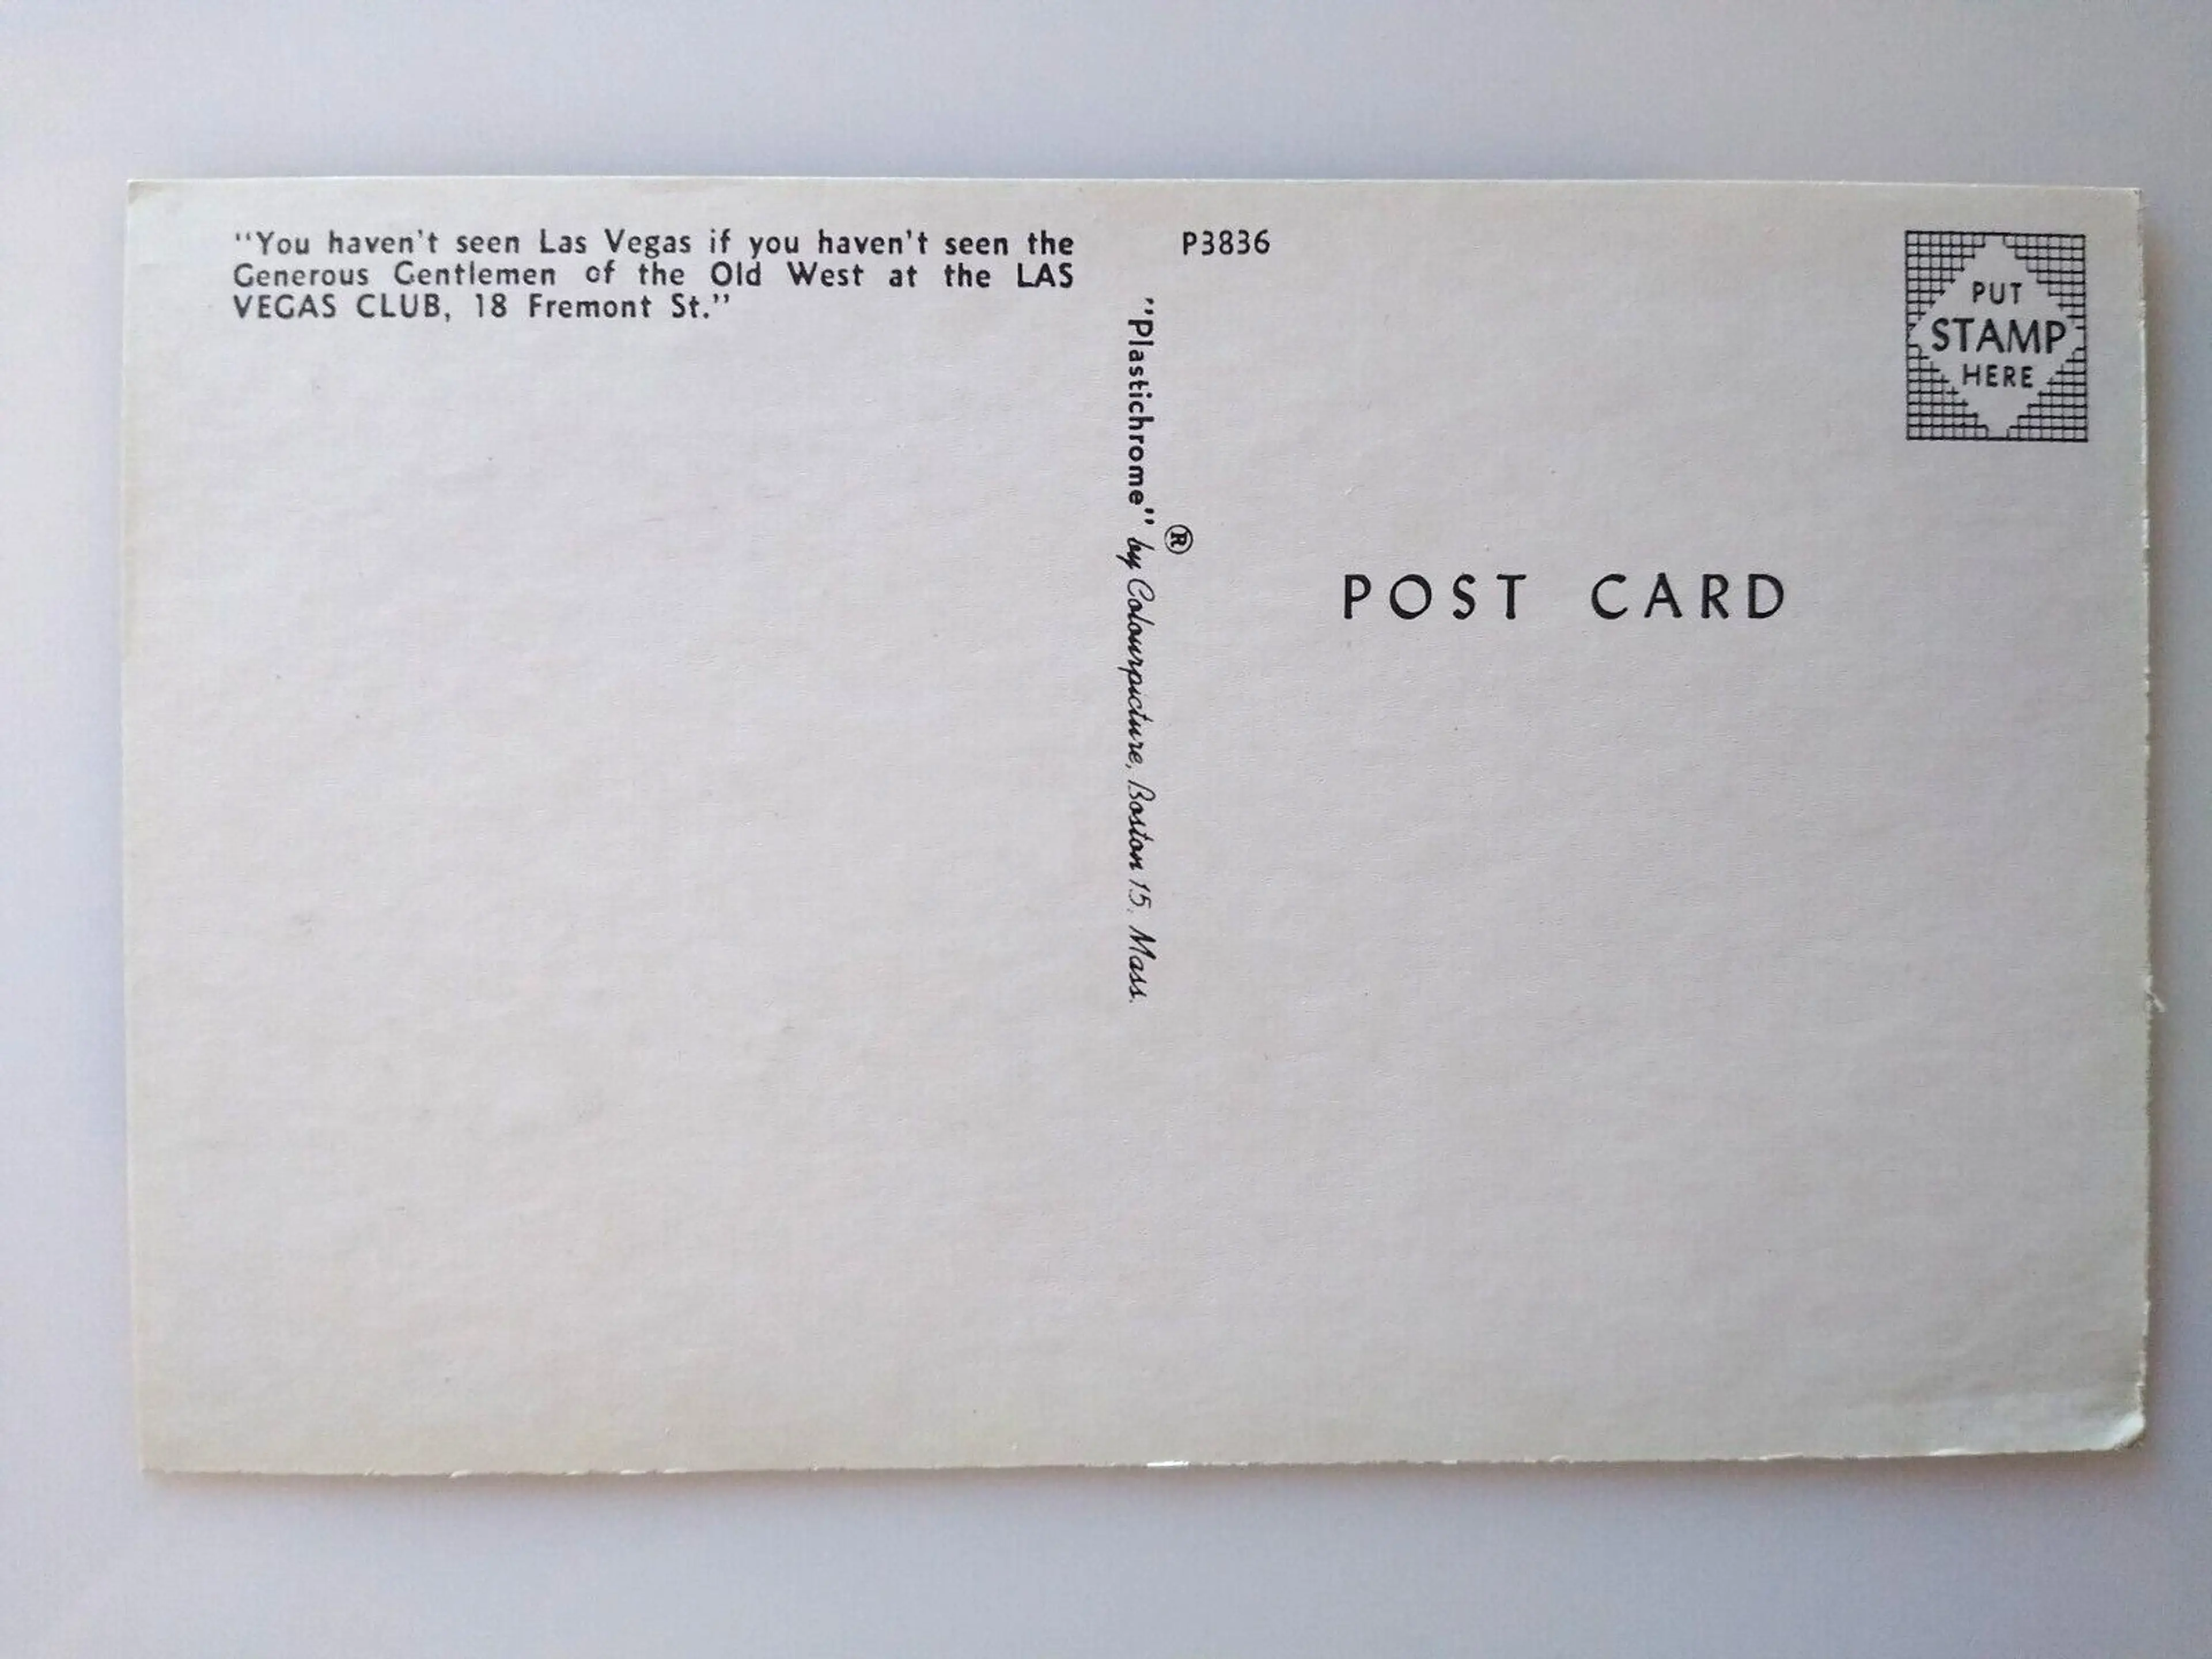 "You haven't seen Las Vegas if you haven't seen the
Generous Gentlemen of the Old West at the LAS
VEGAS CLUB, 18 Fremont St."
P3836
"Plastichrome"® by Colourpicture, Boston 15, Mass.
PUT
STAMP
HERE
POST CARD